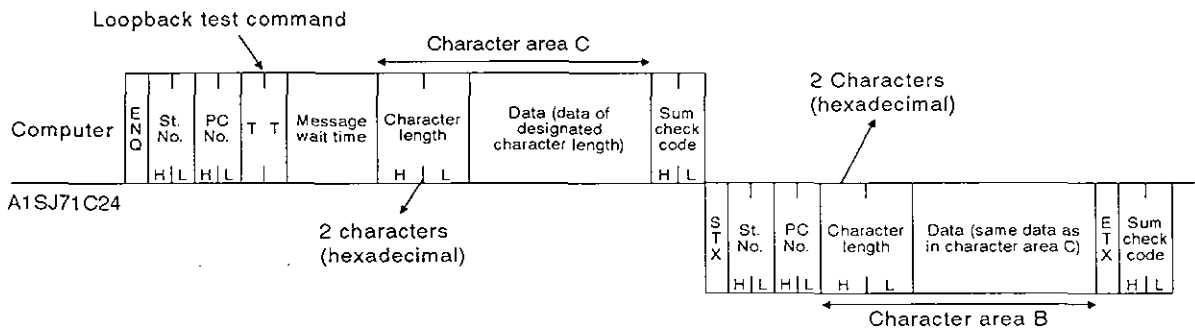 Loopback test command
Character area C
2 Characters
(hexadecimal)
Computer
E
N
Q
St.
No.
H L
PC
No.
H L
T T
Message
wait time
Character
length
H L
Data (data of
designated
character length)
Sum
check
code
H L
A1SJ71C24
2 characters
(hexadecimal)
S
T
X
St.
No.
H L
PC
No.
H L
Character
length
H L
Data (same data as
in character area C)
E
T
X
Sum
check
code
H L
Character area B